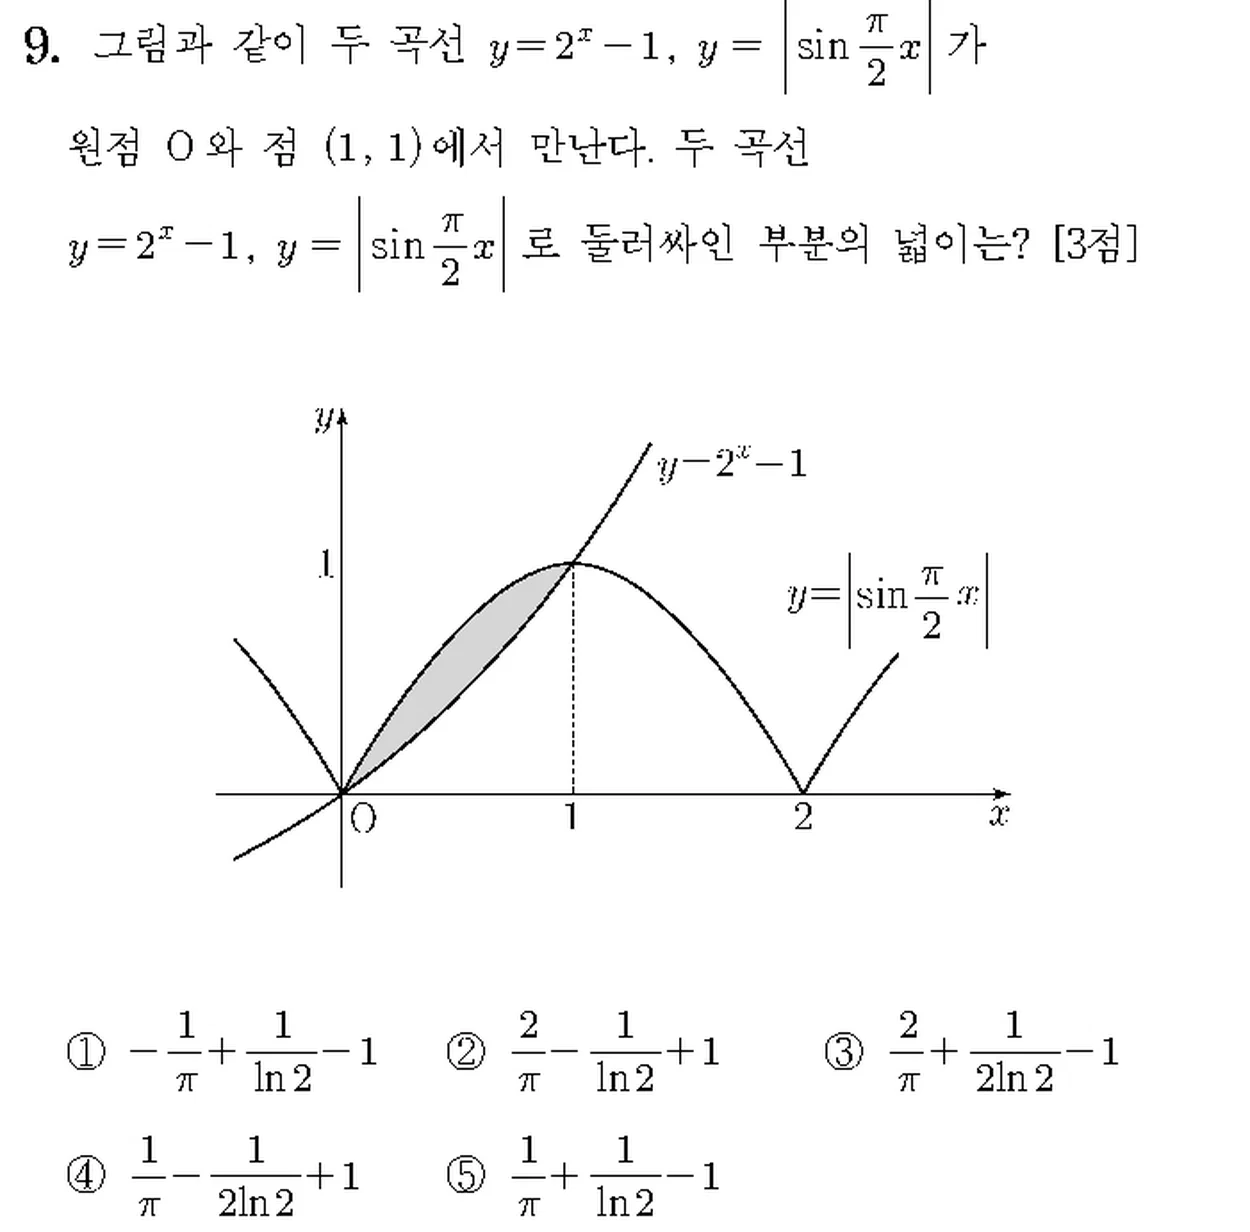 9. 그림과 같이 두 곡선 y=2^x-1, y=|sin π/2 x| 가
원점 O와 점 (1, 1)에서 만난다. 두 곡선
y=2^x-1, y=|sin π/2 x| 로 둘러싸인 부분의 넓이는? [3점]
y
y=2^x-1
1
y=|sin π/2 x|
O 1 2 x
① -1/π+1/ln2-1 ② 2/π-1/ln2+1 ③ 2/π+1/2ln2-1
④ 1/π-1/2ln2+1 ⑤ 1/π+1/ln2-1